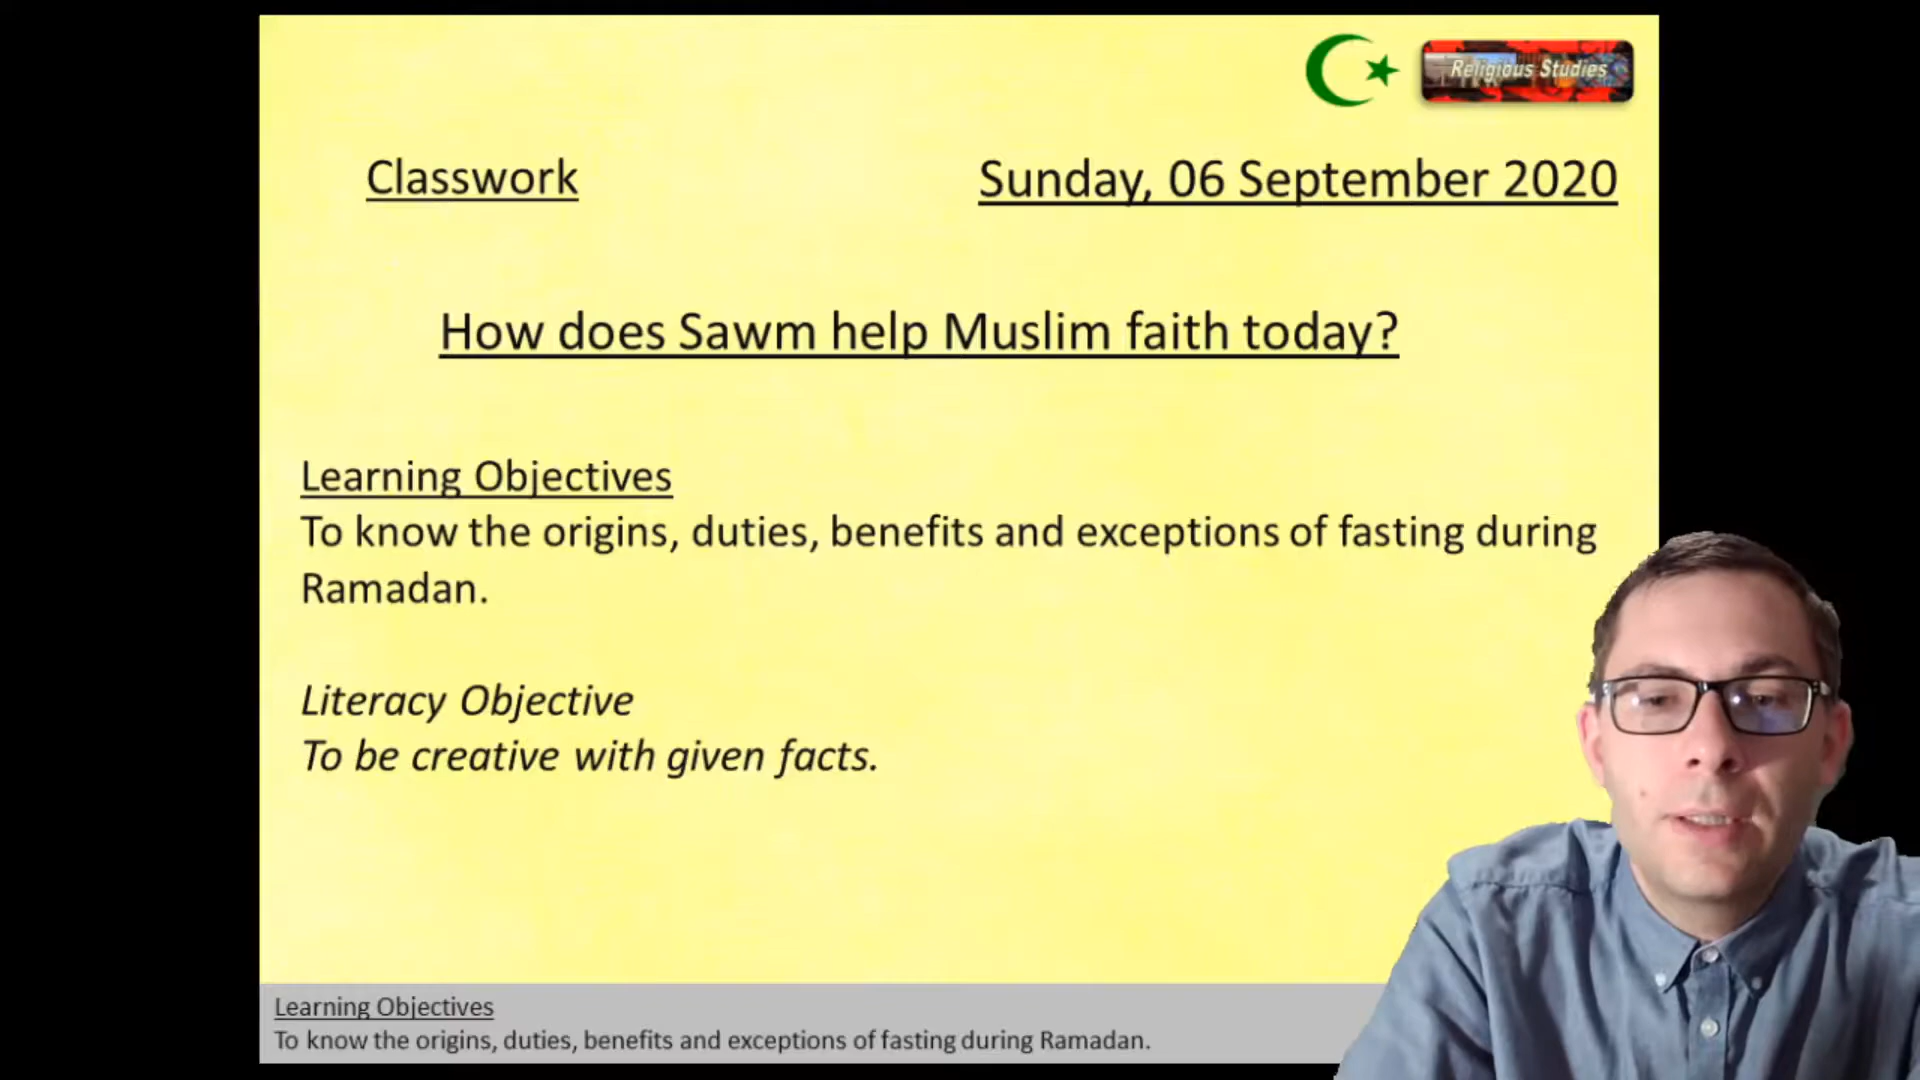 Religious Studies
Classwork
Sunday, 06 September 2020
How does Sawm help Muslim faith today?
Learning Objectives
To know the origins, duties, benefits and exceptions of fasting during
Ramadan.
Literacy Objective
To be creative with given facts.
Learning Objectives
To know the origins, duties, benefits and exceptions of fasting during Ramadan.